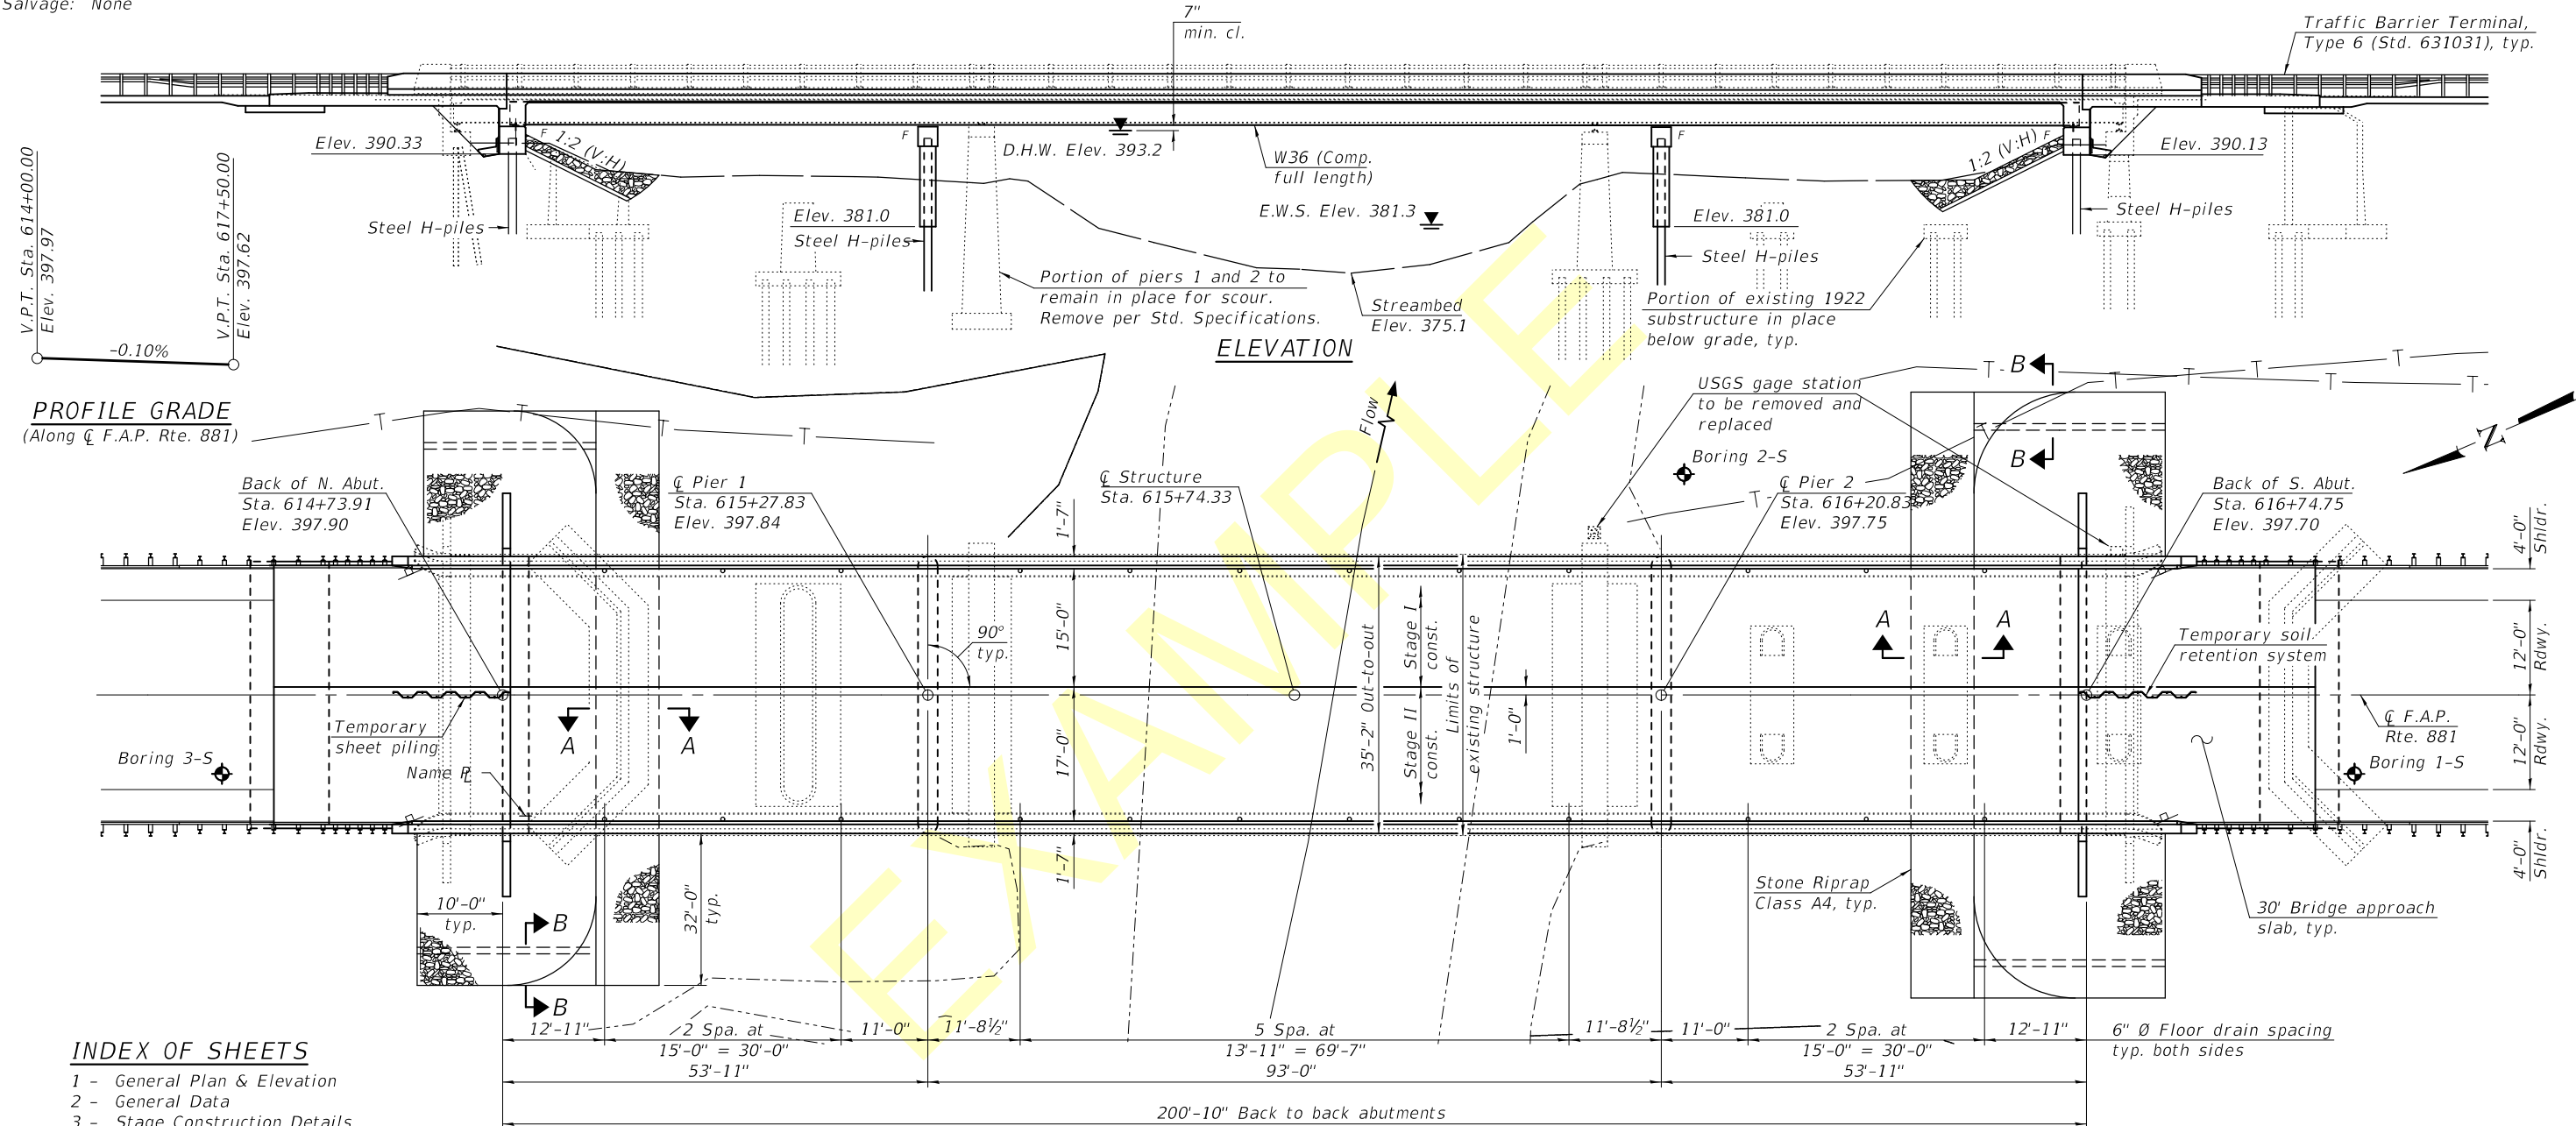 Salvage: None
7"
min. cl.
Traffic Barrier Terminal,
Type 6 (Std. 631031), typ.
Elev. 390.33
F
1:2 (V:H)
F
D.H.W. Elev. 393.2
W36 (Comp.
full length)
F
1:2 (V:H)
F
Elev. 390.13
V.P.T. Sta. 614+00.00
Elev. 397.97
V.P.T. Sta. 617+50.00
Elev. 397.62
-0.10%
Steel H-piles
Elev. 381.0
Steel H-piles
E.W.S. Elev. 381.3
Elev. 381.0
Steel H-piles
Steel H-piles
Portion of piers 1 and 2 to
remain in place for scour.
Remove per Std. Specifications.
Streambed
Elev. 375.1
Portion of existing 1922
substructure in place
below grade, typ.
ELEVATION
PROFILE GRADE
(Along ℄ F.A.P. Rte. 881)
T
T
T
T
Flow
USGS gage station
to be removed and
replaced
B
B
T
T
T
T
T
T
T
T
N
Back of N. Abut.
Sta. 614+73.91
Elev. 397.90
℄ Pier 1
Sta. 615+27.83
Elev. 397.84
℄ Structure
Sta. 615+74.33
Boring 2-S
T
℄ Pier 2
Sta. 616+20.83
Elev. 397.75
Back of S. Abut.
Sta. 616+74.75
Elev. 397.70
1'-7"
15'-0"
17'-0"
1'-7"
90°
typ.
35'-2" Out-to-out
Stage I
const.
Stage II
const.
Limits of
existing structure
1'-0"
A
A
A
A
Temporary soil
retention system
4'-0"
Shldr.
12'-0"
Rdwy.
12'-0"
Rdwy.
4'-0"
Shldr.
Temporary
sheet piling
Boring 3-S
Name ⅊
℄ F.A.P.
Rte. 881
Boring 1-S
10'-0"
typ.
B
B
32'-0"
typ.
Stone Riprap
Class A4, typ.
30' Bridge approach
slab, typ.
EXAMPLE
12'-11"
2 Spa. at
15'-0" = 30'-0"
11'-0"
11'-8½"
5 Spa. at
13'-11" = 69'-7"
11'-8½"
11'-0"
2 Spa. at
15'-0" = 30'-0"
12'-11"
6" Ø Floor drain spacing
typ. both sides
53'-11"
93'-0"
53'-11"
200'-10" Back to back abutments
INDEX OF SHEETS
1 - General Plan & Elevation
2 - General Data
3 - Stage Construction Details